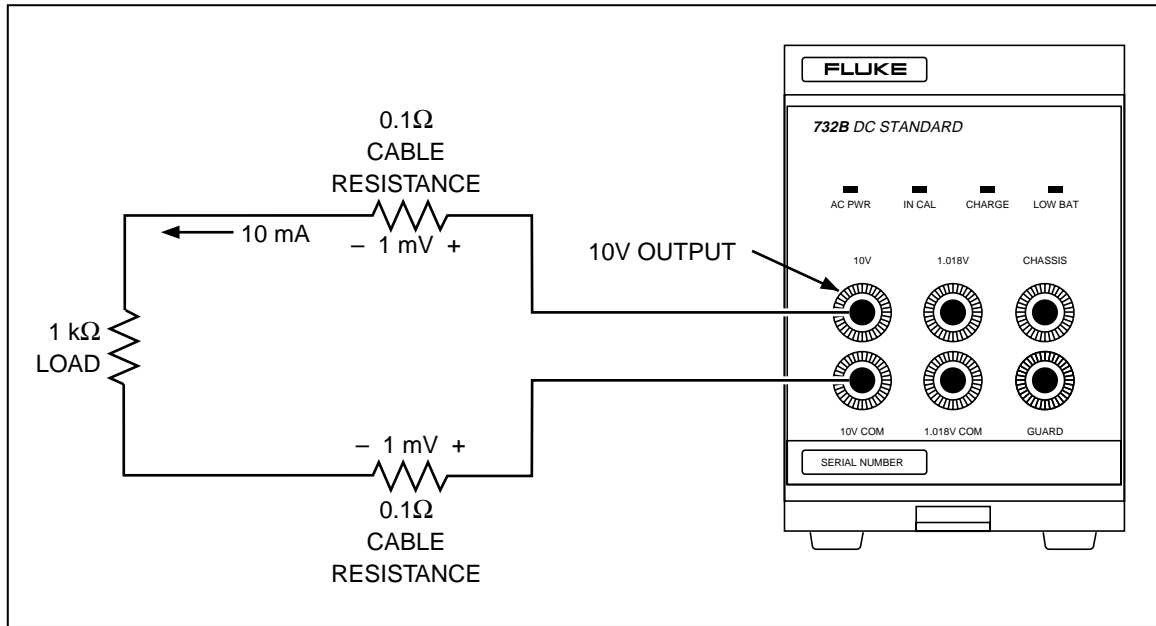 FLUKE
732B DC STANDARD
0.1Ω
CABLE
RESISTANCE
AC PWR IN CAL CHARGE LOW BAT
10 mA
– 1 mV +
10V OUTPUT
10V 1.018V CHASSIS
1 kΩ
LOAD
10V COM 1.018V COM GUARD
– 1 mV +
SERIAL NUMBER
0.1Ω
CABLE
RESISTANCE